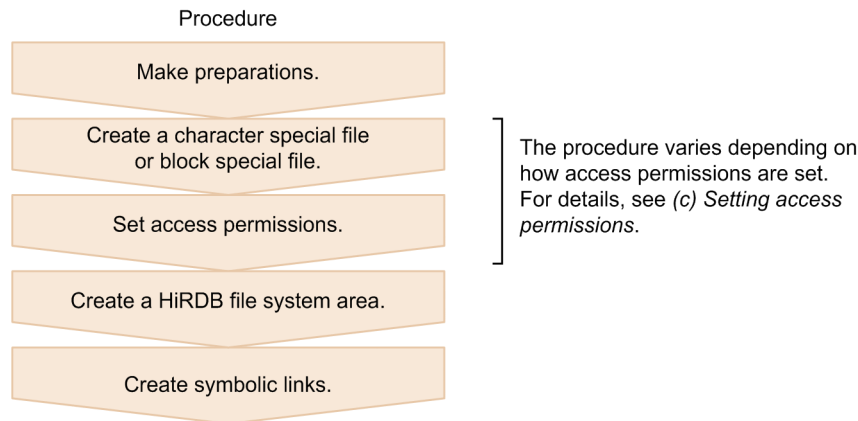 Procedure
Make preparations.
Create a character special file
or block special file.
Set access permissions.
Create a HiRDB file system area.
Create symbolic links.
The procedure varies depending on
how access permissions are set.
For details, see (c) Setting access
permissions.